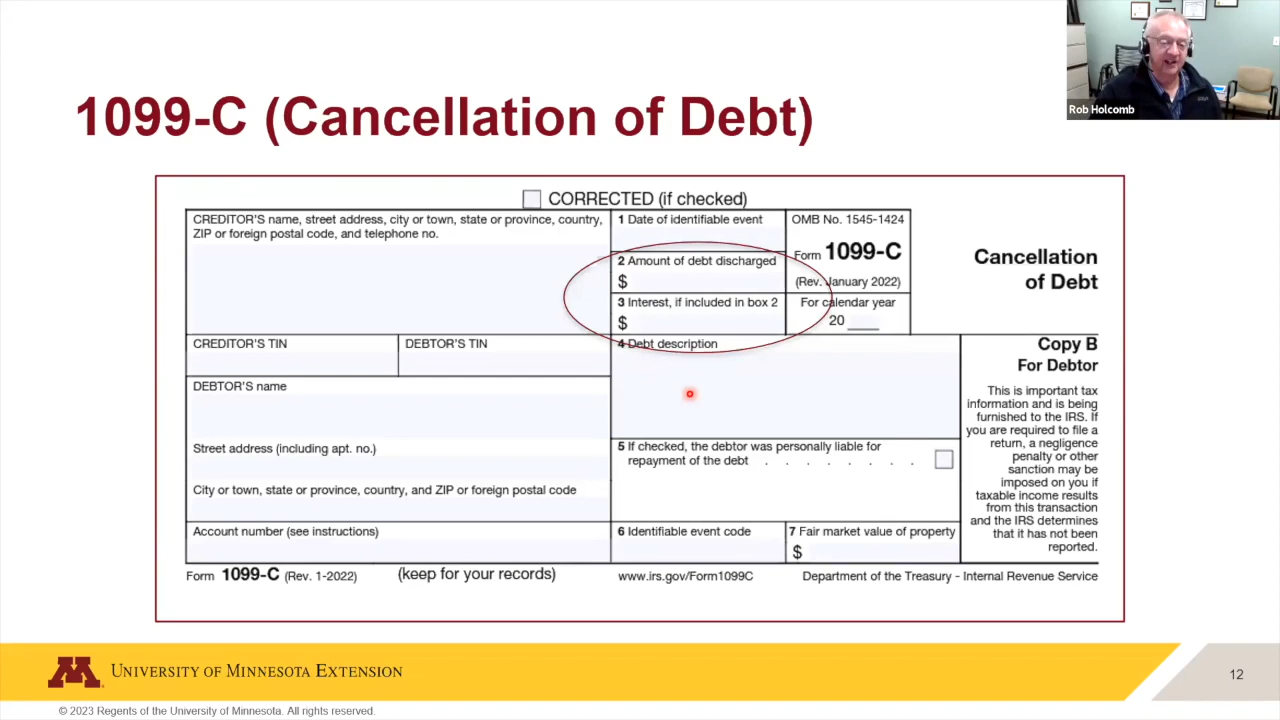 Rob Holcomb
1099-C (Cancellation of Debt)
CORRECTED (if checked)
CREDITOR'S name, street address, city or town, state or province, country,
ZIP or foreign postal code, and telephone no.
1 Date of identifiable event
2 Amount of debt discharged
$
3 Interest, if included in box 2
$
OMB No. 1545-1424
Form 1099-C
(Rev. January 2022)
For calendar year
20 ____
Cancellation
of Debt
CREDITOR'S TIN
DEBTOR'S TIN
4 Debt description
Copy B
For Debtor
This is important tax
information and is being
furnished to the IRS. If
you are required to file a
return, a negligence
penalty or other
sanction may be
imposed on you if
taxable income results
from this transaction
and the IRS determines
that it has not been
reported.
DEBTOR'S name
Street address (including apt. no.)
City or town, state or province, country, and ZIP or foreign postal code
5 If checked, the debtor was personally liable for
repayment of the debt . . . . . . . .
Account number (see instructions)
6 Identifiable event code
7 Fair market value of property
$
Form 1099-C (Rev. 1-2022)
(keep for your records)
www.irs.gov/Form1099C
Department of the Treasury - Internal Revenue Service
M
UNIVERSITY OF MINNESOTA EXTENSION
12
© 2023 Regents of the University of Minnesota. All rights reserved.